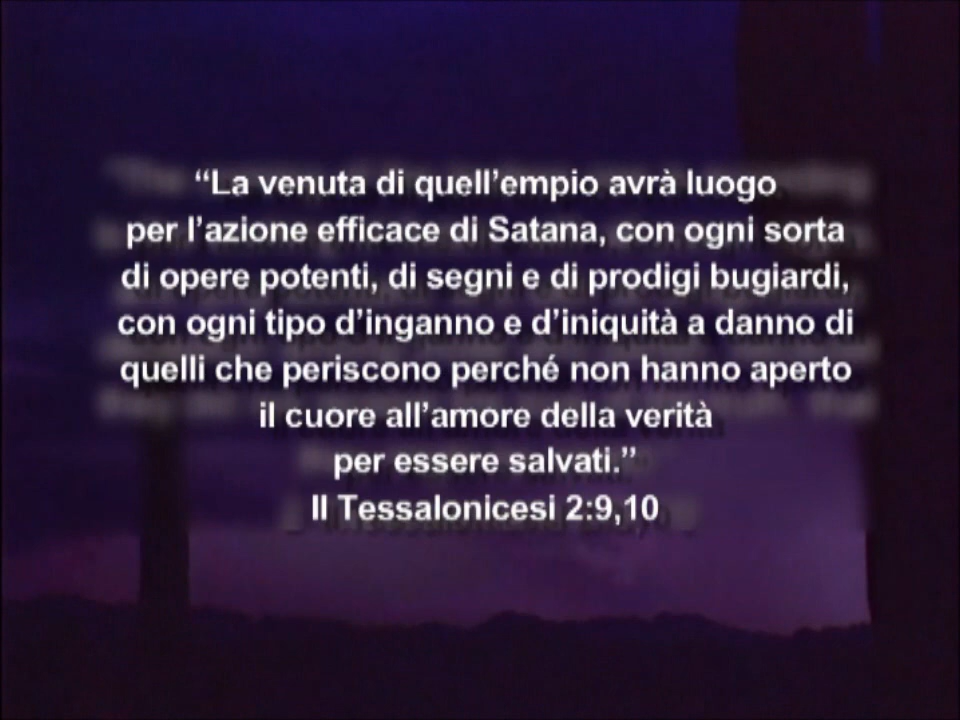 “La venuta di quell’empio avrà luogo
per l’azione efficace di Satana, con ogni sorta
di opere potenti, di segni e di prodigi bugiardi,
con ogni tipo d’inganno e d’iniquità a danno di
quelli che periscono perché non hanno aperto
il cuore all’amore della verità
per essere salvati.”
II Tessalonicesi 2:9,10